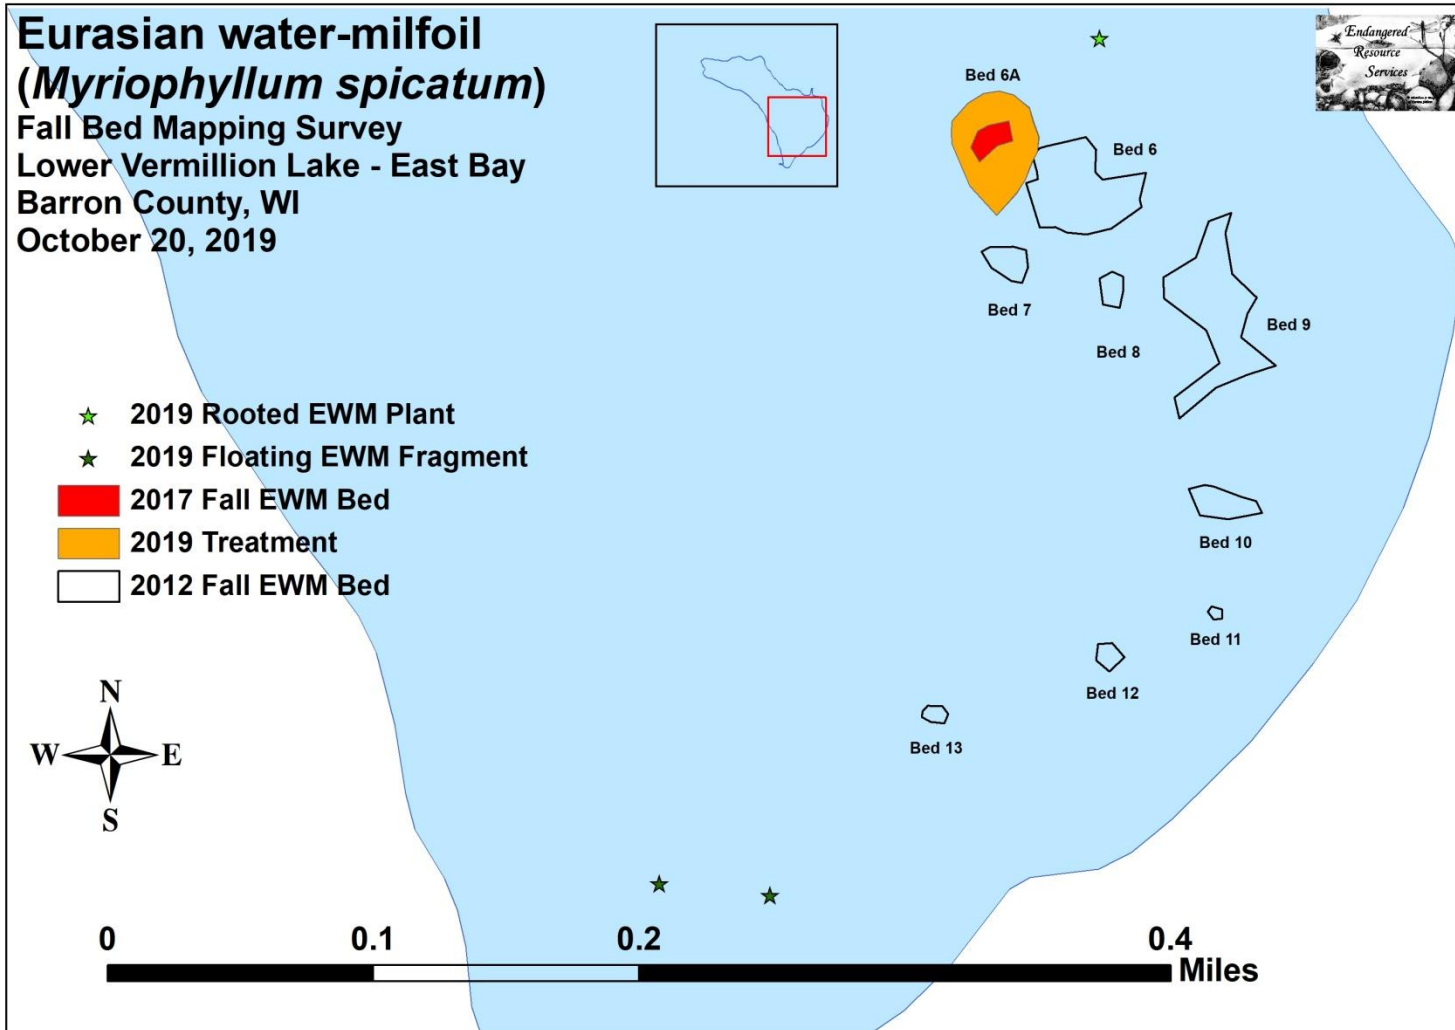 Eurasian water-milfoil
(Myriophyllum spicatum)
Fall Bed Mapping Survey
Lower Vermillion Lake - East Bay
Barron County, WI
October 20, 2019
Endangered
Resource
Services
Bed 6A
Bed 6
Bed 7
Bed 8
Bed 9
2019 Rooted EWM Plant
2019 Floating EWM Fragment
2017 Fall EWM Bed
2019 Treatment
2012 Fall EWM Bed
Bed 10
Bed 11
Bed 12
Bed 13
N
W E
S
0 0.1 0.2 0.4
Miles